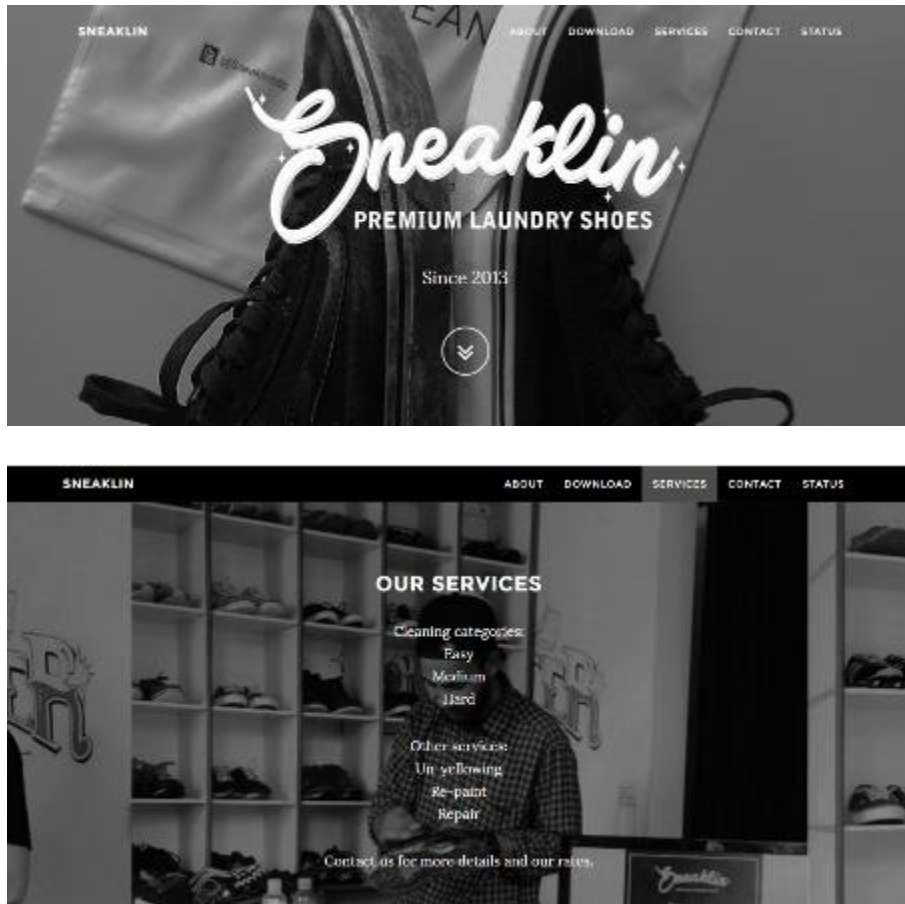 SNEAKLIN
ABOUT DOWNLOAD SERVICES CONTACT STATUS
EAN
Sneaklin
PREMIUM LAUNDRY SHOES
Since 2013
SNEAKLIN
ABOUT DOWNLOAD SERVICES CONTACT STATUS
OUR SERVICES
Cleaning categories:
Easy
Medium
Hard
Other services:
Un-yellowing
Re-paint
Repair
Contact us for more details and our rates.
Sneaklin